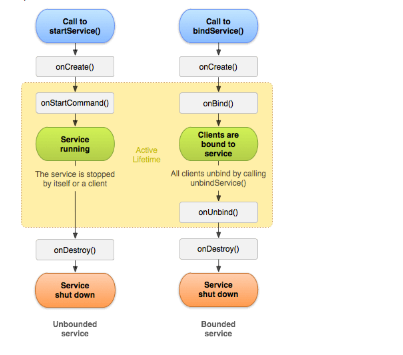 Call to
startService()
onCreate()
onStartCommand()
Service
running
The service is stopped
by itself or a client
onDestroy()
Service
shut down
Unbounded
service
Active
Lifetime
Call to
bindService()
onCreate()
onBind()
Clients are
bound to
service
All clients unbind by calling
unbindService()
onUnbind()
onDestroy()
Service
shut down
Bounded
service